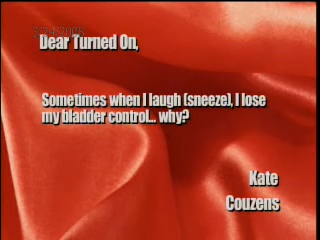 Dear Turned On,
Sometimes when I laugh (sneeze), I lose
my bladder control... why?
Kate
Couzens